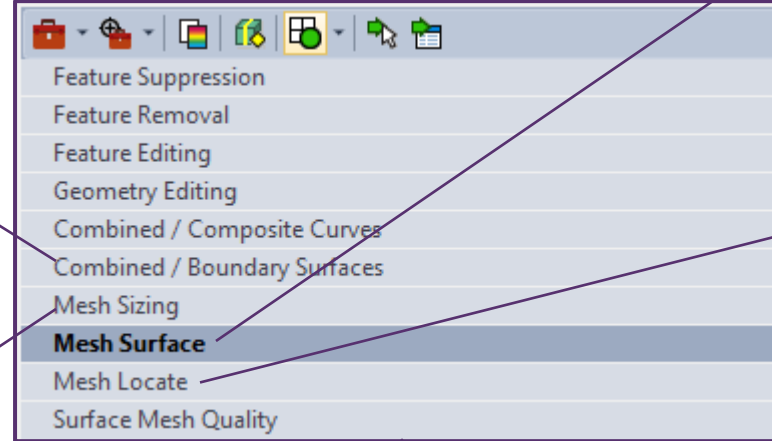 Feature Suppression
Feature Removal
Feature Editing
Geometry Editing
Combined / Composite Curves
Combined / Boundary Surfaces
Mesh Sizing
Mesh Surface
Mesh Locate
Surface Mesh Quality